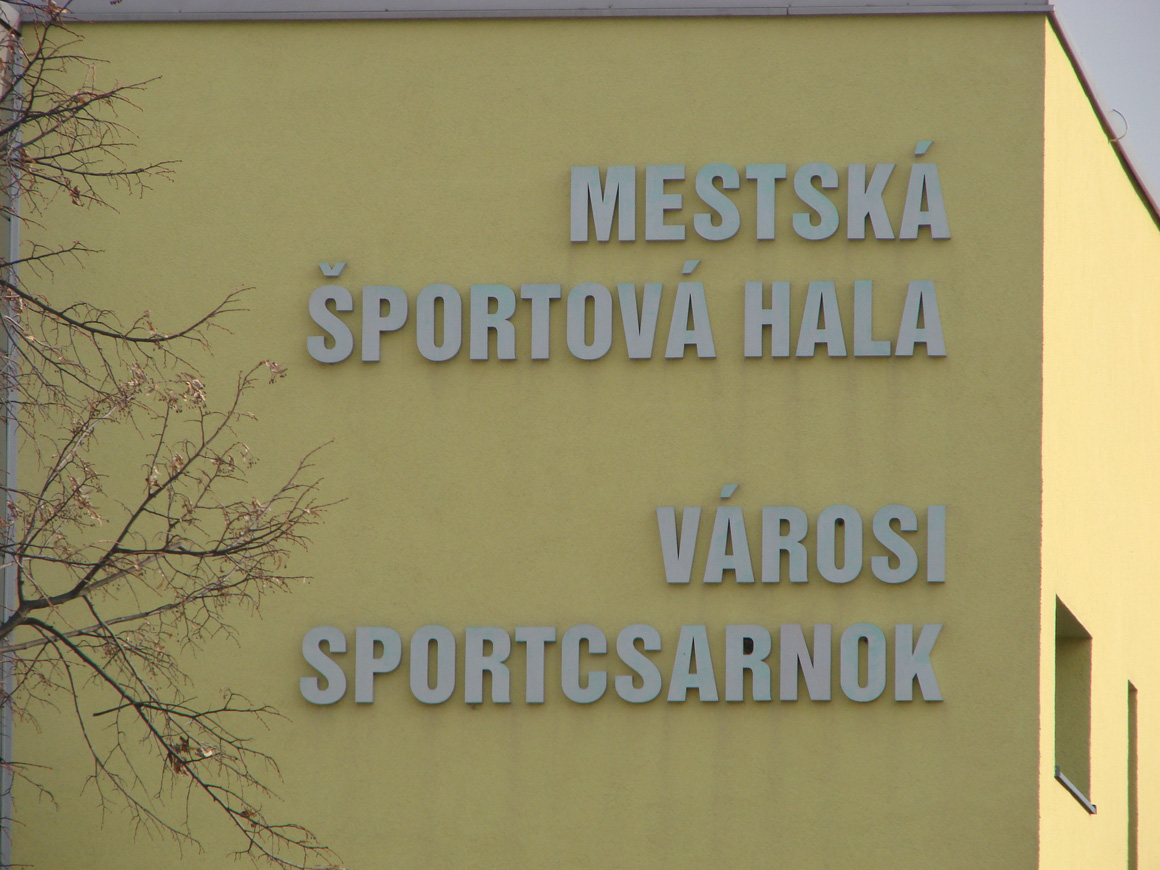 MESTSKÁ
ŠPORTOVÁ HALA
VÁROSI
SPORTCSARNOK